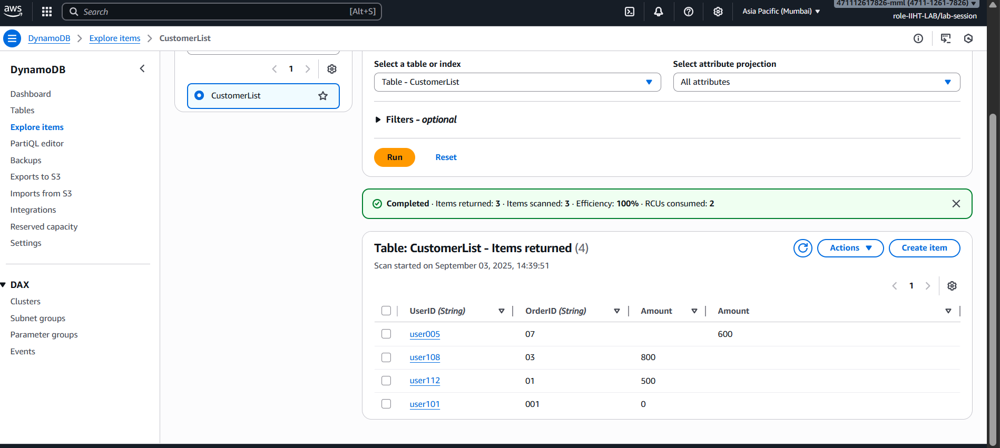 aws
Search [Alt+S]
Asia Pacific (Mumbai)
471112617826-mml (4711-1261-7826)
role-IIHT-LAB/lab-session
DynamoDB > Explore items > CustomerList
DynamoDB
Dashboard
Tables
Explore items
PartiQL editor
Backups
Exports to S3
Imports from S3
Integrations
Reserved capacity
Settings
DAX
Clusters
Subnet groups
Parameter groups
Events
1
CustomerList
Select a table or index
Table - CustomerList
Select attribute projection
All attributes
Filters - optional
Run Reset
Completed · Items returned: 3 · Items scanned: 3 · Efficiency: 100% · RCUs consumed: 2
Table: CustomerList - Items returned (4)
Scan started on September 03, 2025, 14:39:51
Actions
Create item
1
UserID (String) OrderID (String) Amount Amount
user005 07 600
user108 03 800
user112 01 500
user101 001 0